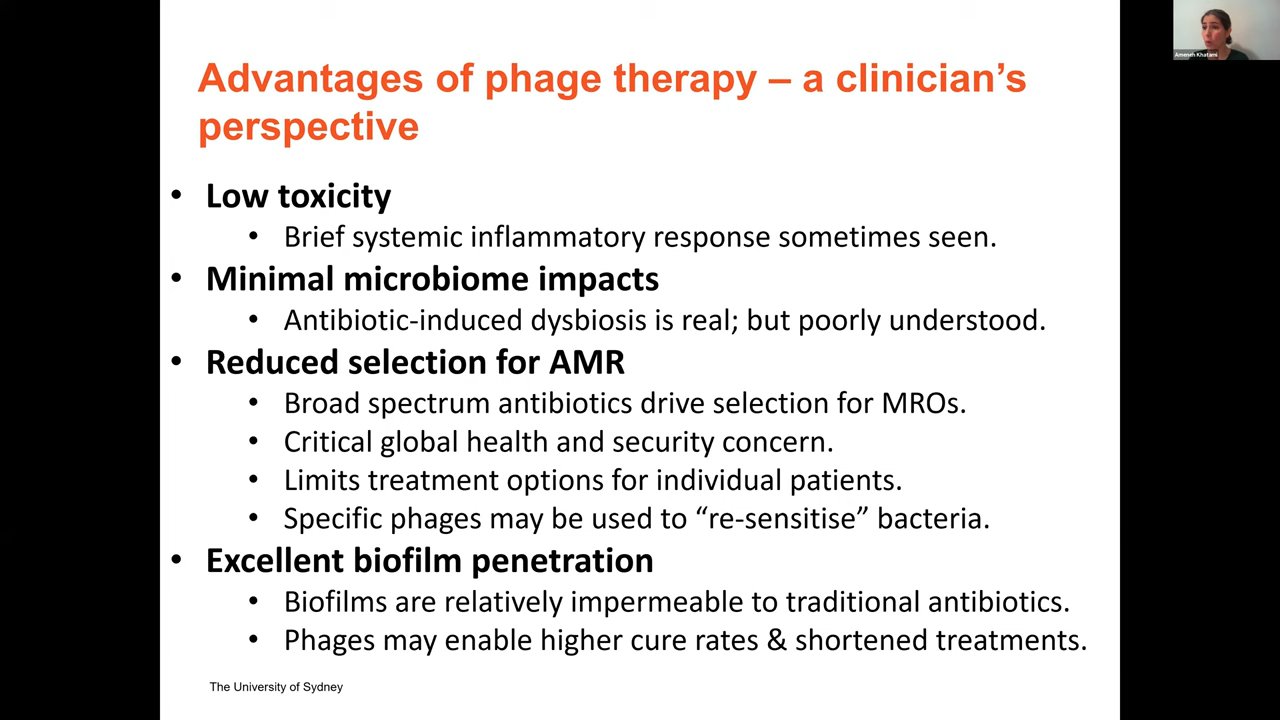 Advantages of phage therapy – a clinician’s
perspective
• Low toxicity
• Brief systemic inflammatory response sometimes seen.
• Minimal microbiome impacts
• Antibiotic-induced dysbiosis is real; but poorly understood.
• Reduced selection for AMR
• Broad spectrum antibiotics drive selection for MROs.
• Critical global health and security concern.
• Limits treatment options for individual patients.
• Specific phages may be used to “re-sensitise” bacteria.
• Excellent biofilm penetration
• Biofilms are relatively impermeable to traditional antibiotics.
• Phages may enable higher cure rates & shortened treatments.
The University of Sydney
Ameneh Khatami